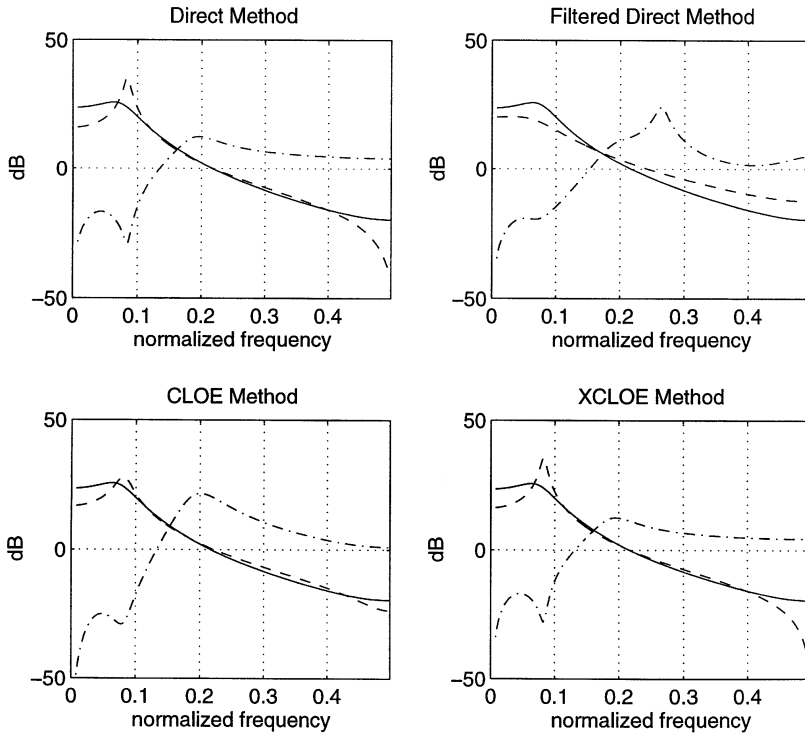 Direct Method
50
0
−50
dB
0 0.1 0.2 0.3 0.4
normalized frequency
Filtered Direct Method
50
0
−50
dB
0 0.1 0.2 0.3 0.4
normalized frequency
CLOE Method
50
0
−50
dB
0 0.1 0.2 0.3 0.4
normalized frequency
XCLOE Method
50
0
−50
dB
0 0.1 0.2 0.3 0.4
normalized frequency